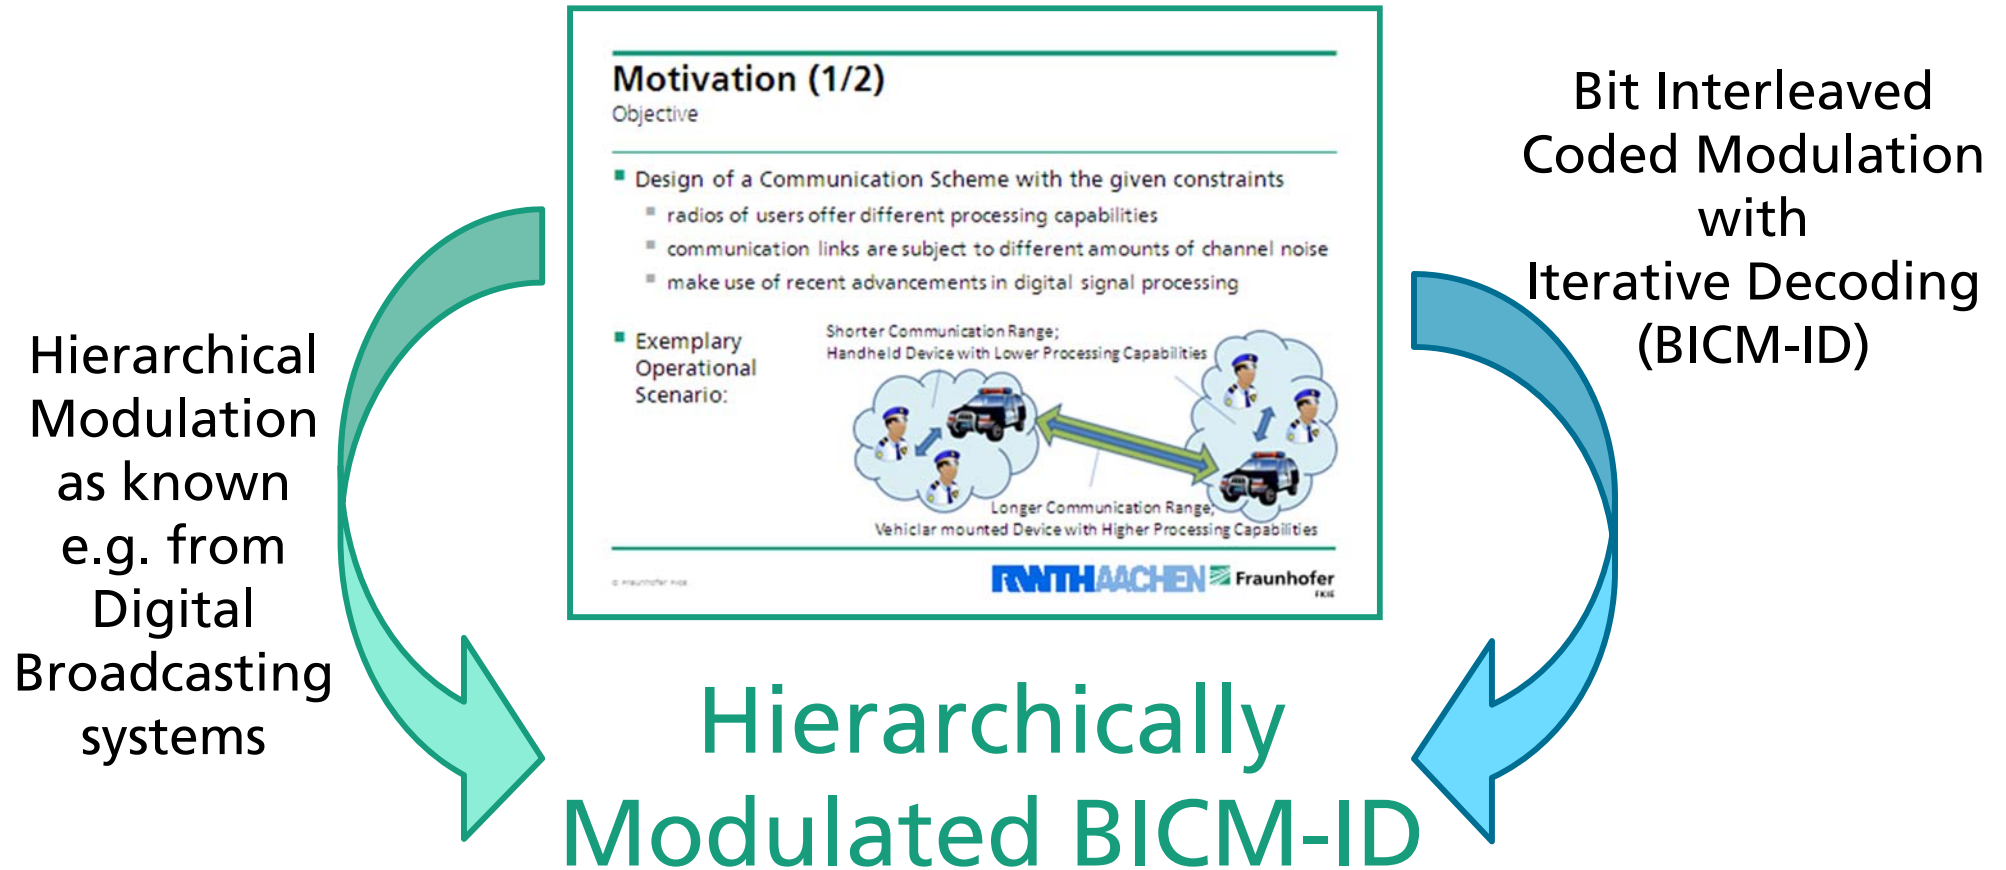 Motivation (1/2)
Objective
Design of a Communication Scheme with the given constraints
radios of users offer different processing capabilities
communication links are subject to different amounts of channel noise
make use of recent advancements in digital signal processing
Exemplary
Operational
Scenario:
Shorter Communication Range;
Handheld Device with Lower Processing Capabilities
Longer Communication Range;
Vehiclar mounted Device with Higher Processing Capabilities
© Fraunhofer FKIE
RWTHAACHEN
Fraunhofer
FKIE
Hierarchical
Modulation
as known
e.g. from
Digital
Broadcasting
systems
Bit Interleaved
Coded Modulation
with
Iterative Decoding
(BICM-ID)
Hierarchically
Modulated BICM-ID